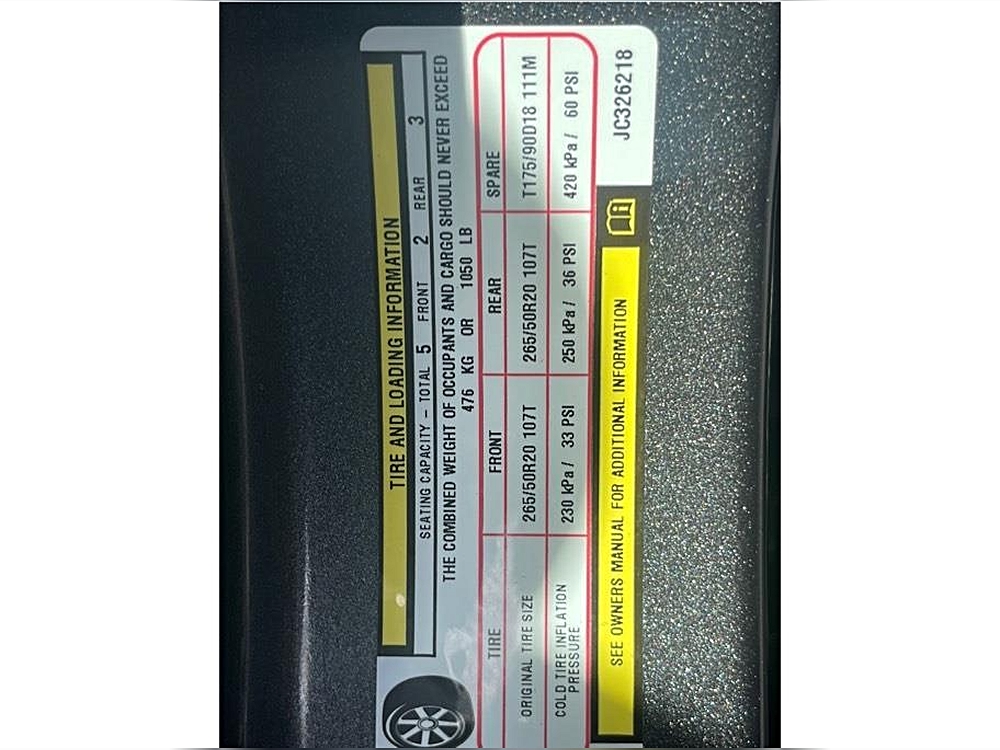 TIRE AND LOADING INFORMATION
SEATING CAPACITY – TOTAL 5 FRONT 2 REAR 3
THE COMBINED WEIGHT OF OCCUPANTS AND CARGO SHOULD NEVER EXCEED
476 KG OR 1050 LB
TIRE FRONT REAR SPARE
ORIGINAL TIRE SIZE 265/50R20 107T 265/50R20 107T T175/90D18 111M
COLD TIRE INFLATION PRESSURE 230 kPa/ 33 PSI 250 kPa/ 36 PSI 420 kPa/ 60 PSI
SEE OWNERS MANUAL FOR ADDITIONAL INFORMATION
JC326218